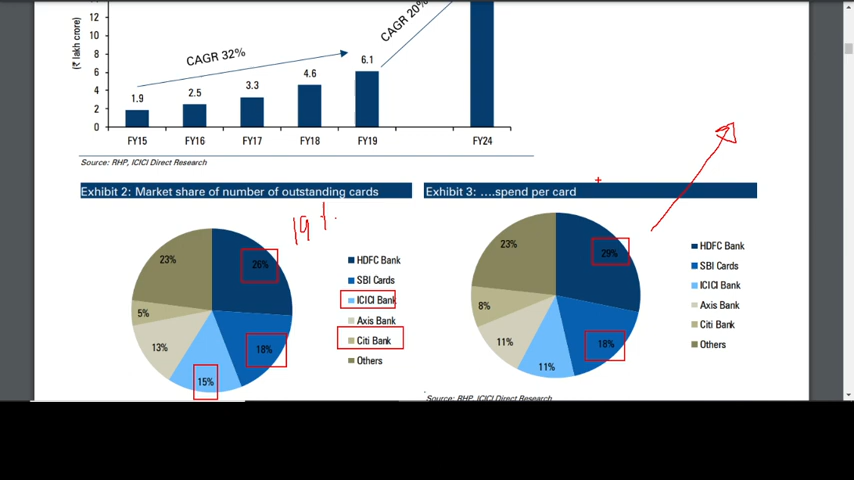 12
10
8
6
4
2
0
(₹ lakh crore)
CAGR 32%
CAGR 20%
1.9
2.5
3.3
4.6
6.1
FY15
FY16
FY17
FY18
FY19
FY24
Source: RHP, ICICI Direct Research
Exhibit 2: Market share of number of outstanding cards
19%
23%
26%
5%
13%
15%
18%
HDFC Bank
SBI Cards
ICICI Bank
Axis Bank
Citi Bank
Others
Exhibit 3: ....spend per card
23%
29%
8%
11%
11%
18%
HDFC Bank
SBI Cards
ICICI Bank
Axis Bank
Citi Bank
Others
Source: RHP, ICICI Direct Research